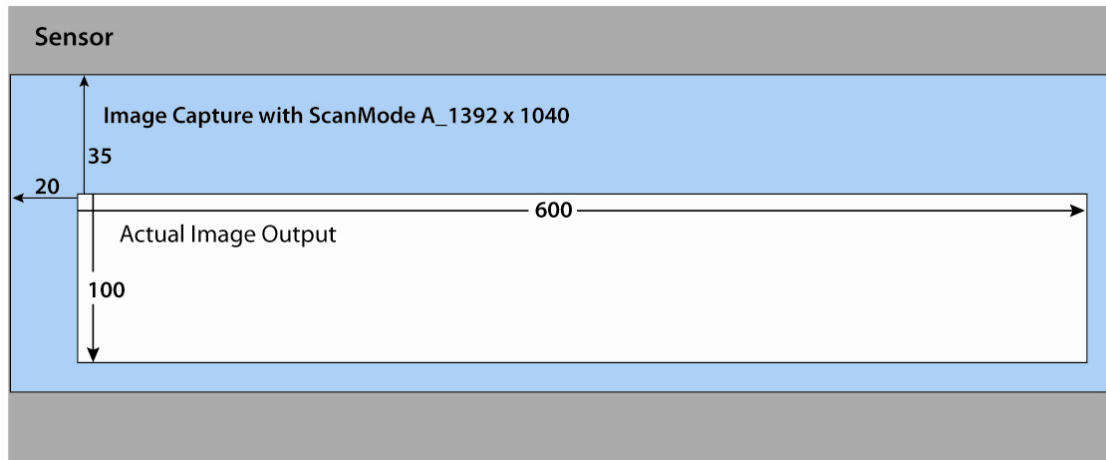 Sensor
Image Capture with ScanMode A_1392 x 1040
35
20
600
Actual Image Output
100